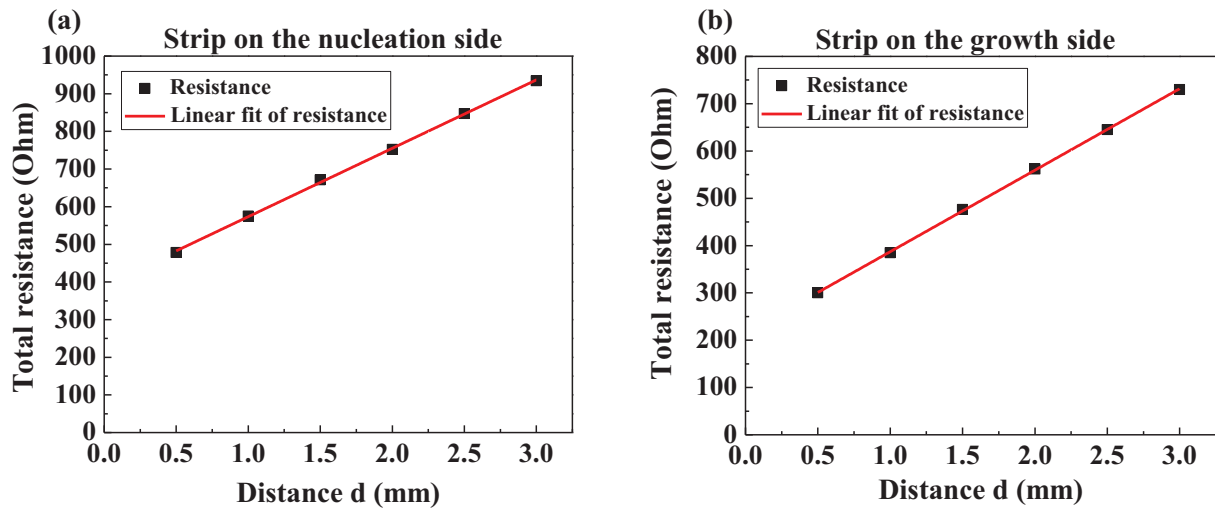 (a)
Strip on the nucleation side
1000
900
800
700
600
500
400
300
200
100
0
Total resistance (Ohm)
Resistance
Linear fit of resistance
0.0 0.5 1.0 1.5 2.0 2.5 3.0
Distance d (mm)
(b)
Strip on the growth side
800
700
600
500
400
300
200
100
0
Total resistance (Ohm)
Resistance
Linear fit of resistance
0.0 0.5 1.0 1.5 2.0 2.5 3.0
Distance d (mm)